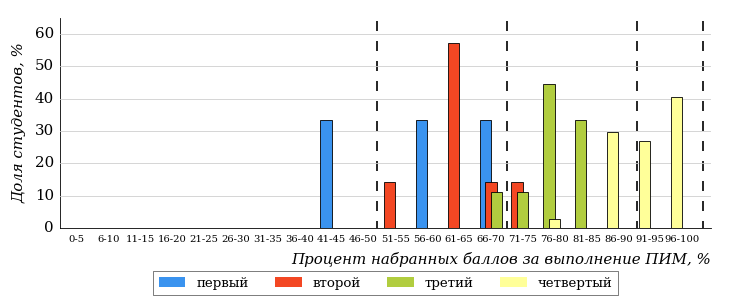 Доля студентов, %
60
50
40
30
20
10
0
0-5 6-10 11-15 16-20 21-25 26-30 31-35 36-40 41-45 46-50 51-55 56-60 61-65 66-70 71-75 76-80 81-85 86-90 91-95 96-100
Процент набранных баллов за выполнение ПИМ, %
первый второй третий четвертый